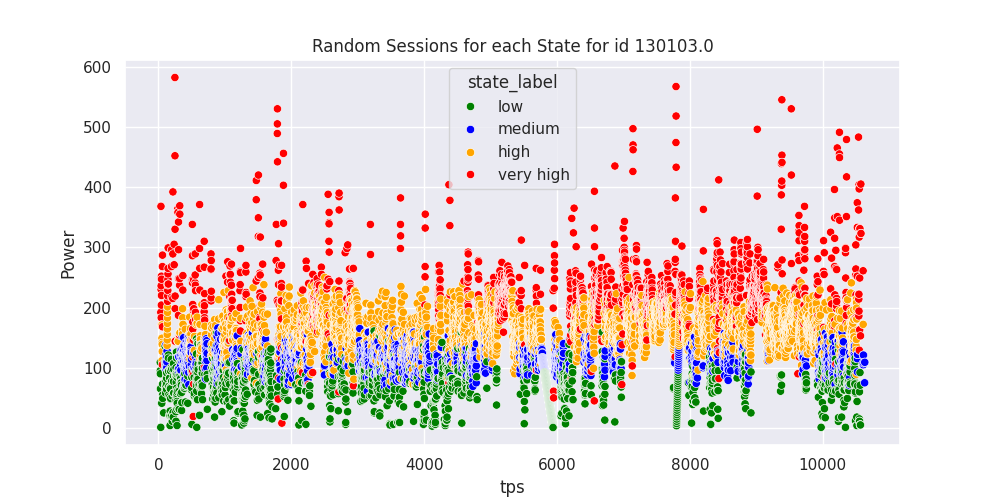 Random Sessions for each State for id 130103.0
state_label
low
medium
high
very high
Power
600
500
400
300
200
100
0
0 2000 4000 6000 8000 10000
tps